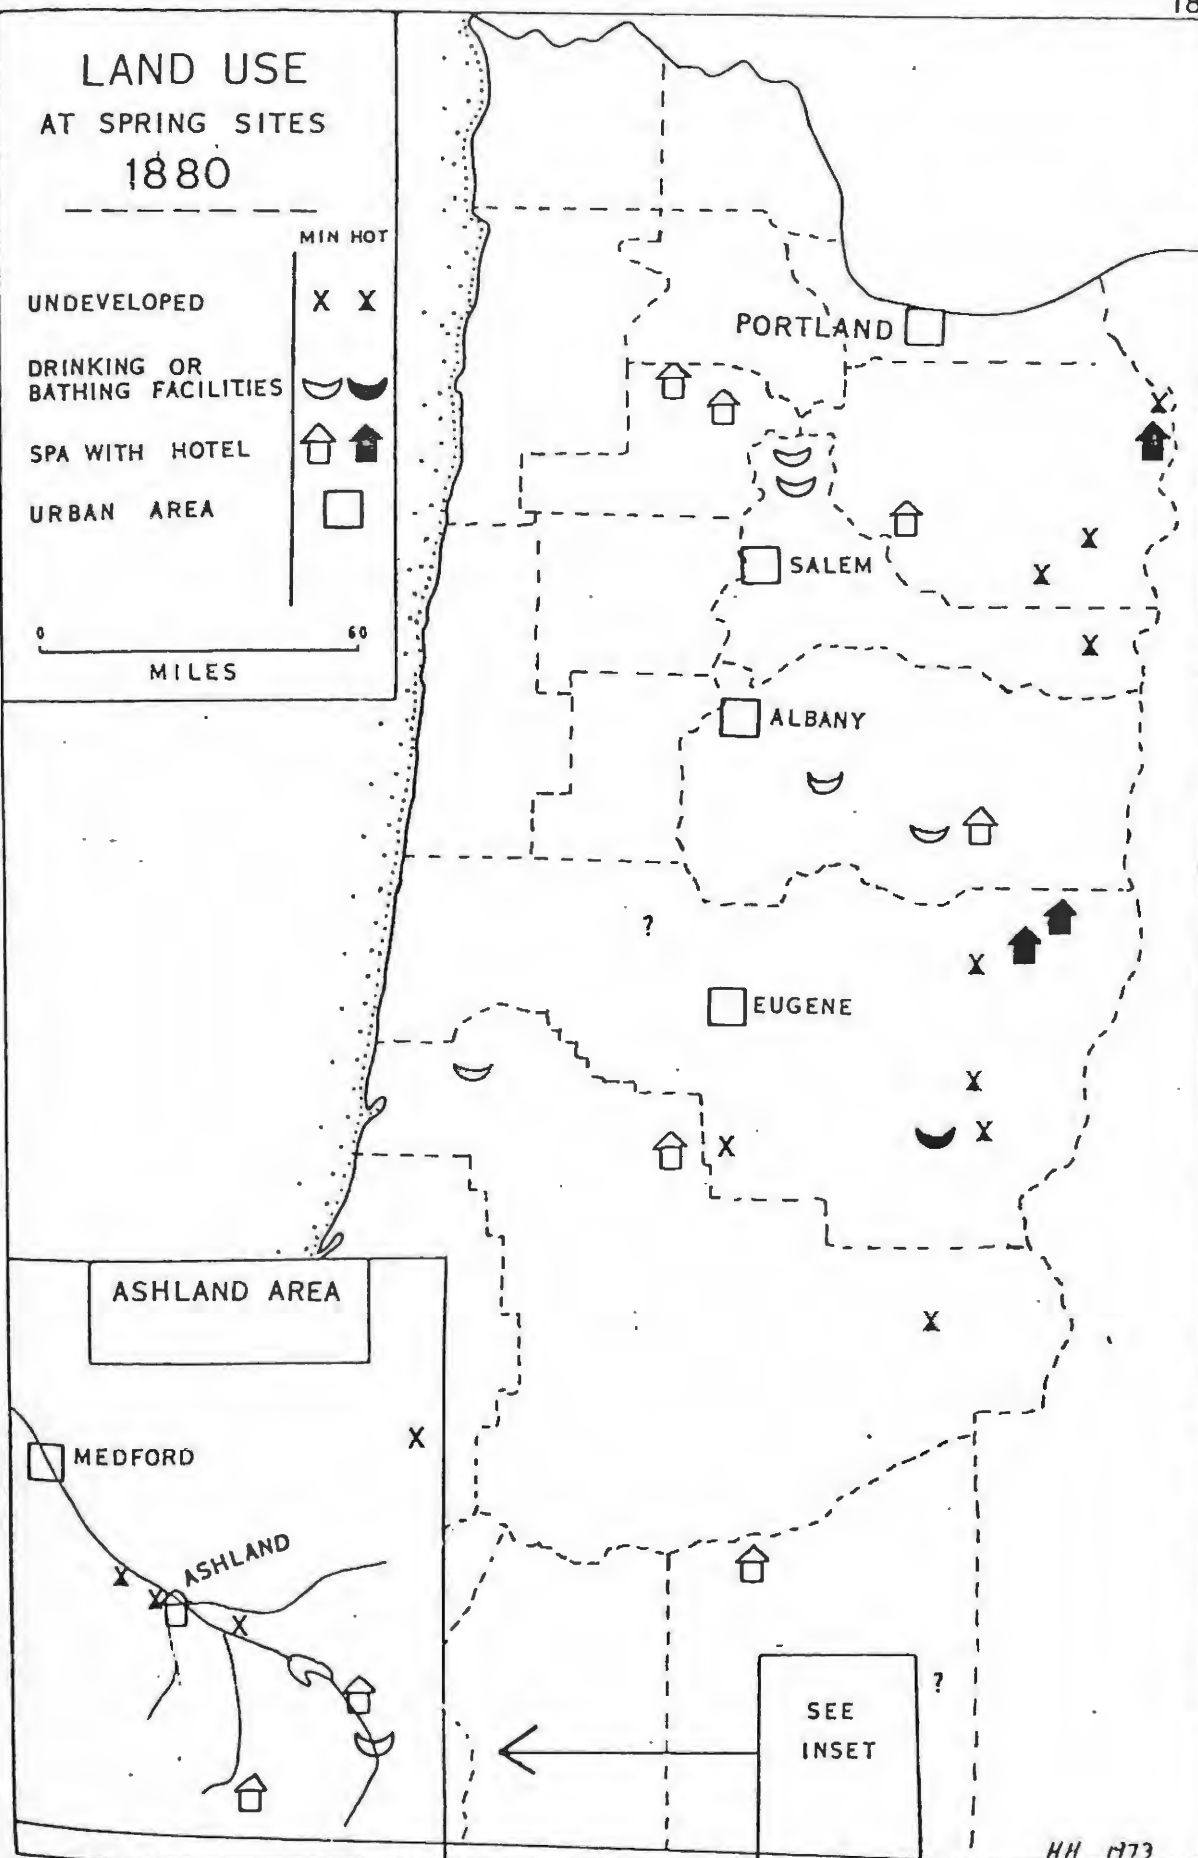 18
LAND USE
AT SPRING SITES
1880
MIN HOT
UNDEVELOPED X X
DRINKING OR
BATHING FACILITIES
SPA WITH HOTEL
URBAN AREA
0 60
MILES
PORTLAND
X
X
SALEM
X
X
ALBANY
?
X
EUGENE
X
X
X
X
ASHLAND AREA
X
MEDFORD
ASHLAND
X
X
X
?
SEE
INSET
HH 1973